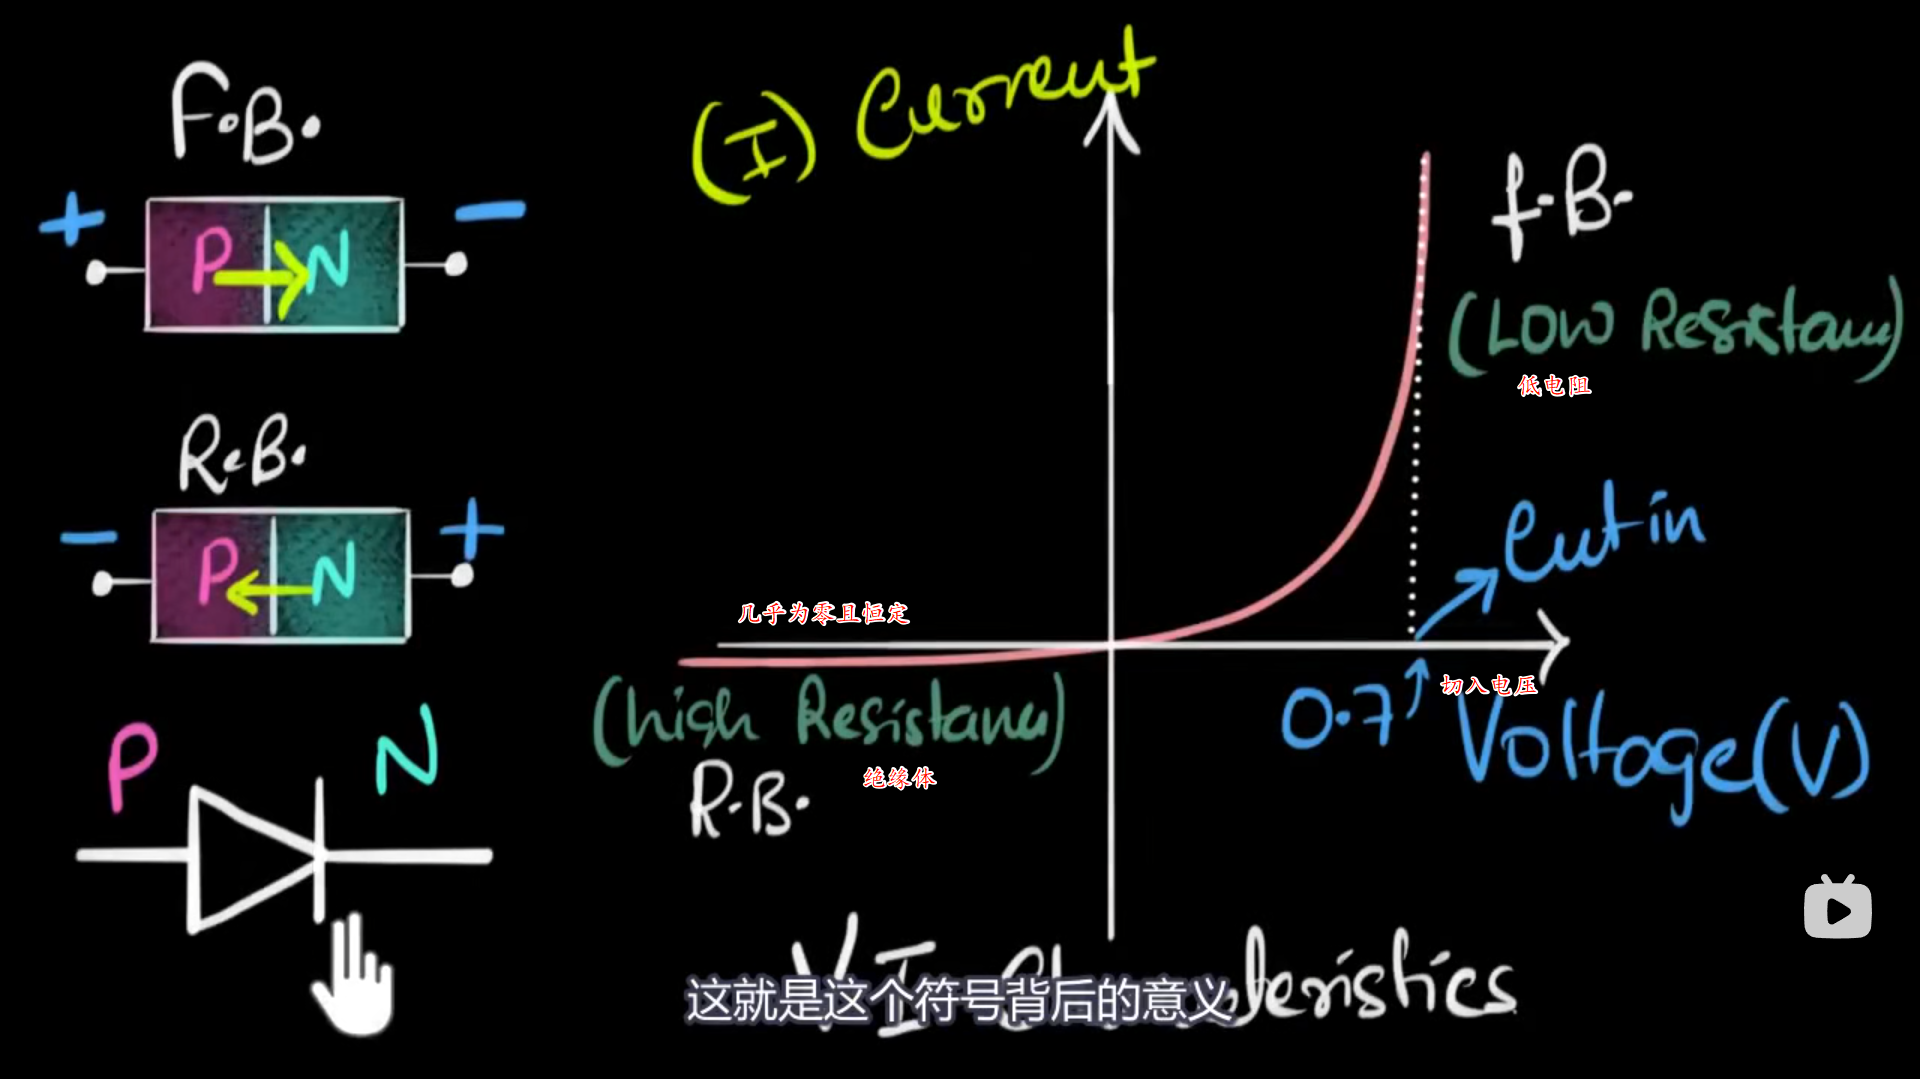 F.B.
+ −
P N
R.B.
− +
P N
P N
(I) Current
f.B.
(Low Resistance)
低电阻
Cut in
几乎为零且恒定
0.7
切入电压
Voltage(V)
(high Resistance)
绝缘体
R.B.
VI
这就是这个符号背后的意义